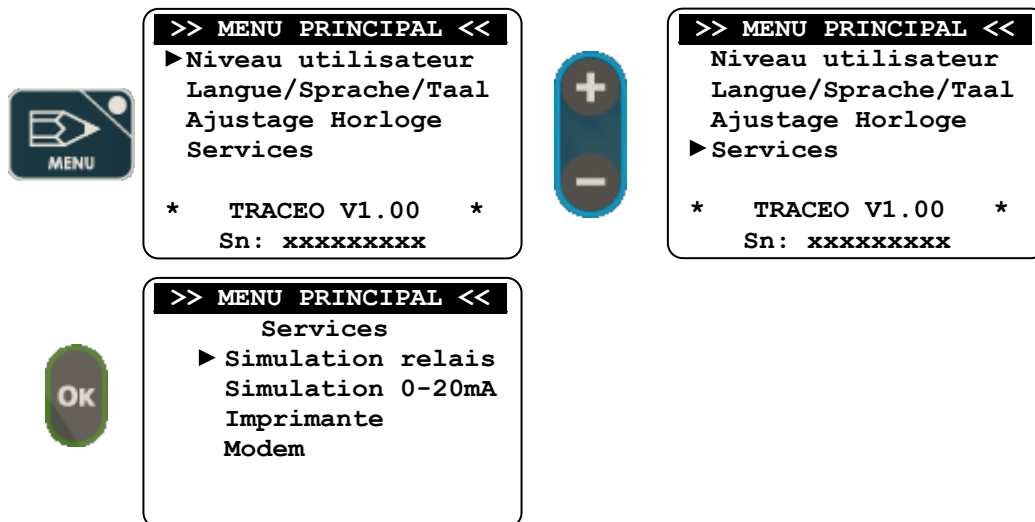 MENU
>> MENU PRINCIPAL <<
►Niveau utilisateur
Langue/Sprache/Taal
Ajustage Horloge
Services
* TRACEO V1.00 *
Sn: xxxxxxxxx
+
-
>> MENU PRINCIPAL <<
Niveau utilisateur
Langue/Sprache/Taal
Ajustage Horloge
►Services
* TRACEO V1.00 *
Sn: xxxxxxxxx
OK
>> MENU PRINCIPAL <<
Services
► Simulation relais
Simulation 0-20mA
Imprimante
Modem